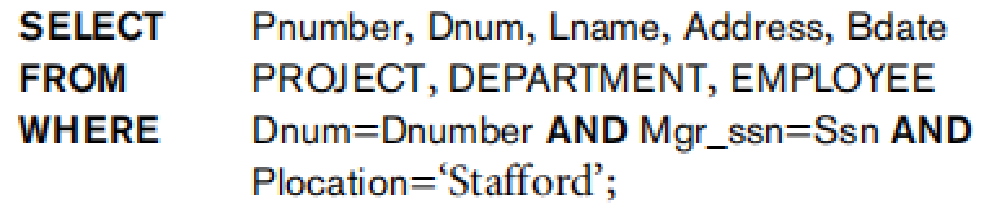 SELECT Pnumber, Dnum, Lname, Address, Bdate
FROM PROJECT, DEPARTMENT, EMPLOYEE
WHERE Dnum=Dnumber AND Mgr_ssn=Ssn AND
Plocation=‘Stafford’;